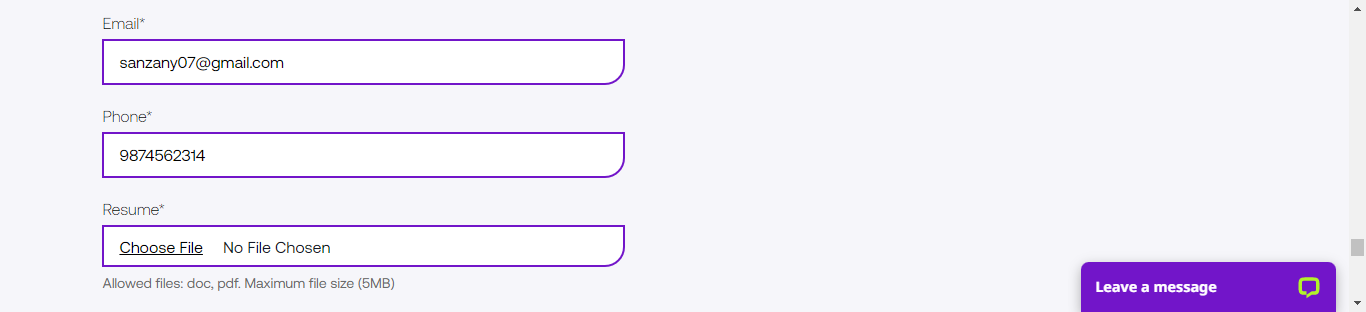 Email*
sanzany07@gmail.com
Phone*
9874562314
Resume*
Choose File No File Chosen
Allowed files: doc, pdf. Maximum file size (5MB)
Leave a message